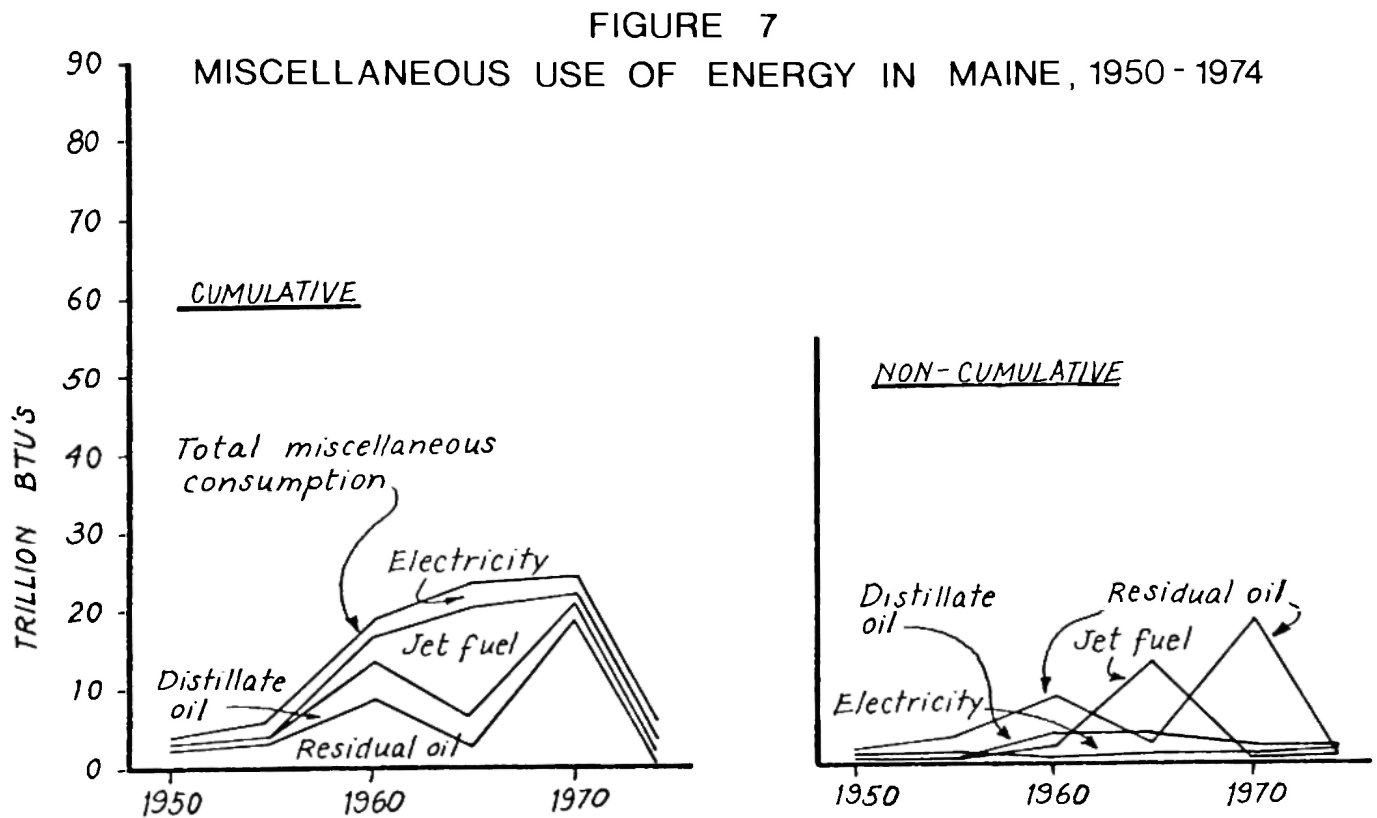 FIGURE 7
MISCELLANEOUS USE OF ENERGY IN MAINE, 1950-1974
TRILLION BTU'S
90
80
70
60
50
40
30
20
10
0
CUMULATIVE
Total miscellaneous
consumption
Electricity
Jet fuel
Distillate
oil
Residual oil
1950
1960
1970
NON-CUMULATIVE
Distillate
oil
Residual oil
Jet fuel
Electricity
1950
1960
1970